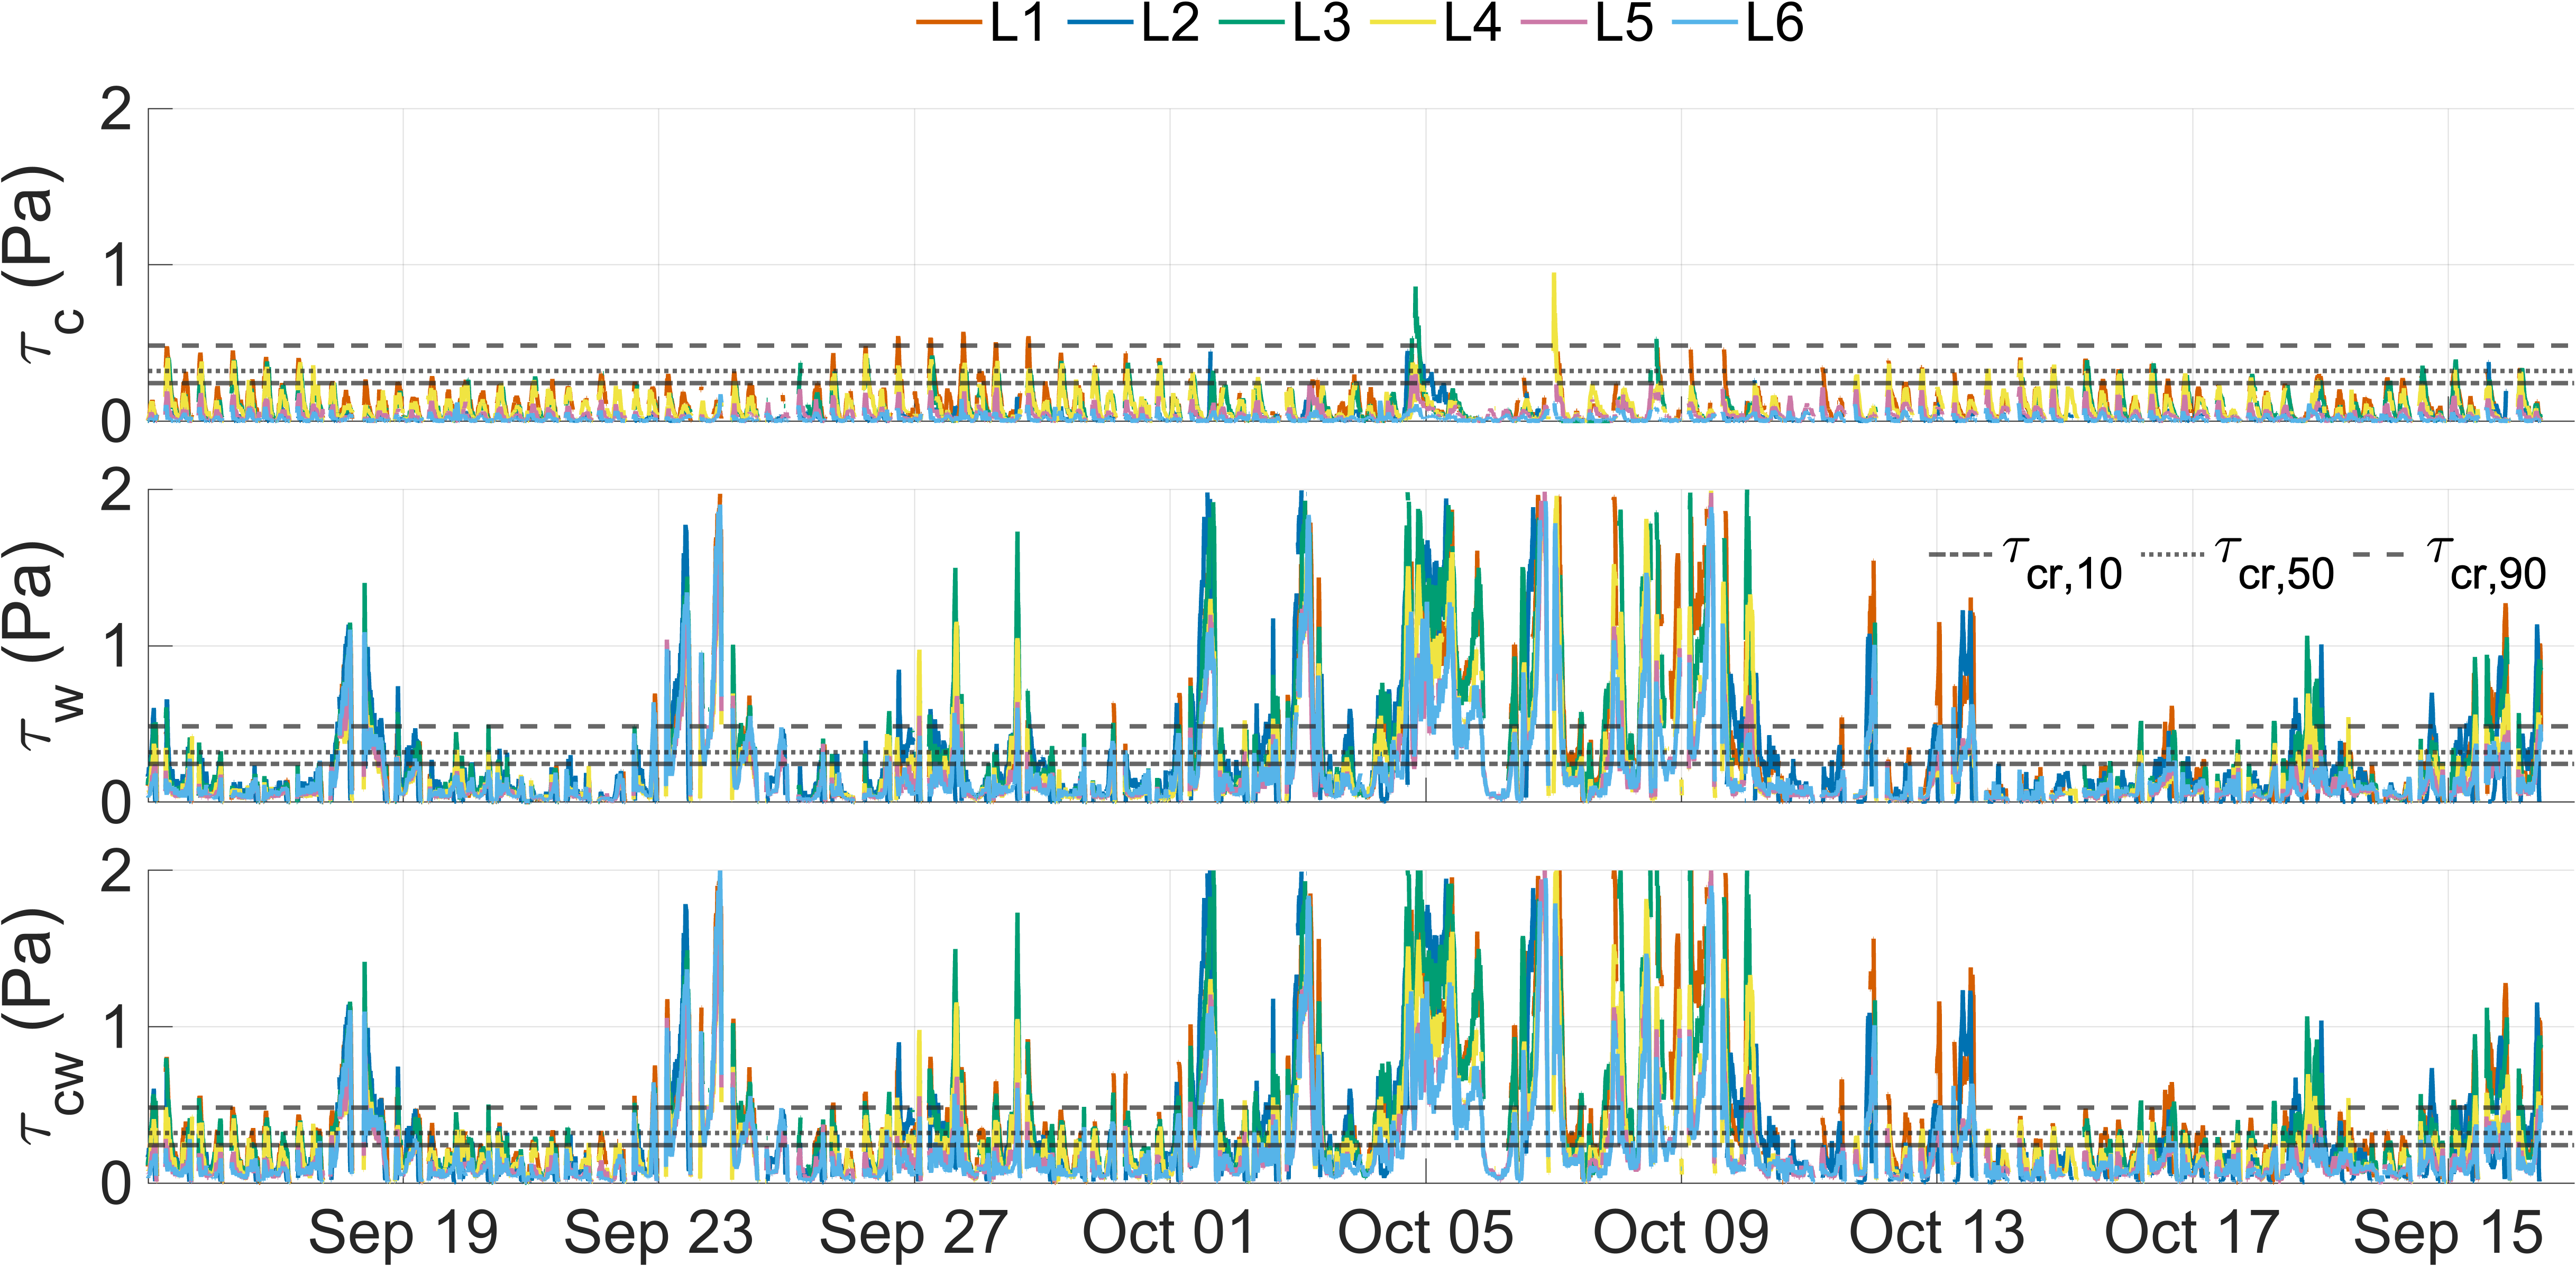 L1 L2 L3 L4 L5 L6
2
1
0
τc (Pa)
2
1
0
τw (Pa)
τcr,10 τcr,50 τcr,90
2
1
0
τcw (Pa)
Sep 19 Sep 23 Sep 27 Oct 01 Oct 05 Oct 09 Oct 13 Oct 17 Sep 15